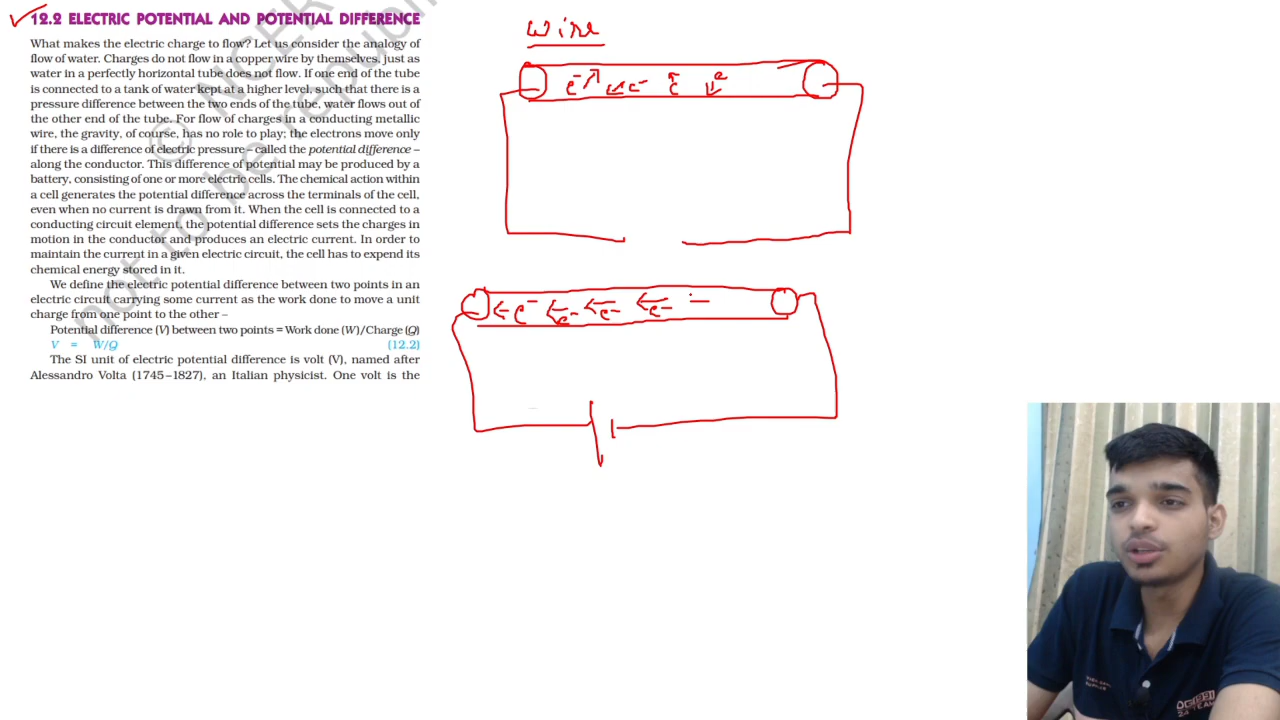 12.2 ELECTRIC POTENTIAL AND POTENTIAL DIFFERENCE
What makes the electric charge to flow? Let us consider the analogy of
flow of water. Charges do not flow in a copper wire by themselves, just as
water in a perfectly horizontal tube does not flow. If one end of the tube
is connected to a tank of water kept at a higher level, such that there is a
pressure difference between the two ends of the tube, water flows out of
the other end of the tube. For flow of charges in a conducting metallic
wire, the gravity, of course, has no role to play; the electrons move only
if there is a difference of electric pressure – called the potential difference –
along the conductor. This difference of potential may be produced by a
battery, consisting of one or more electric cells. The chemical action within
a cell generates the potential difference across the terminals of the cell,
even when no current is drawn from it. When the cell is connected to a
conducting circuit element, the potential difference sets the charges in
motion in the conductor and produces an electric current. In order to
maintain the current in a given electric circuit, the cell has to expend its
chemical energy stored in it.
We define the electric potential difference between two points in an
electric circuit carrying some current as the work done to move a unit
charge from one point to the other –
Potential difference (V) between two points = Work done (W)/Charge (Q)
V = W/Q (12.2)
The SI unit of electric potential difference is volt (V), named after
Alessandro Volta (1745–1827), an Italian physicist. One volt is the
© NCER
not to be republ
Wire
e- e- e- e
e- e- e- e-